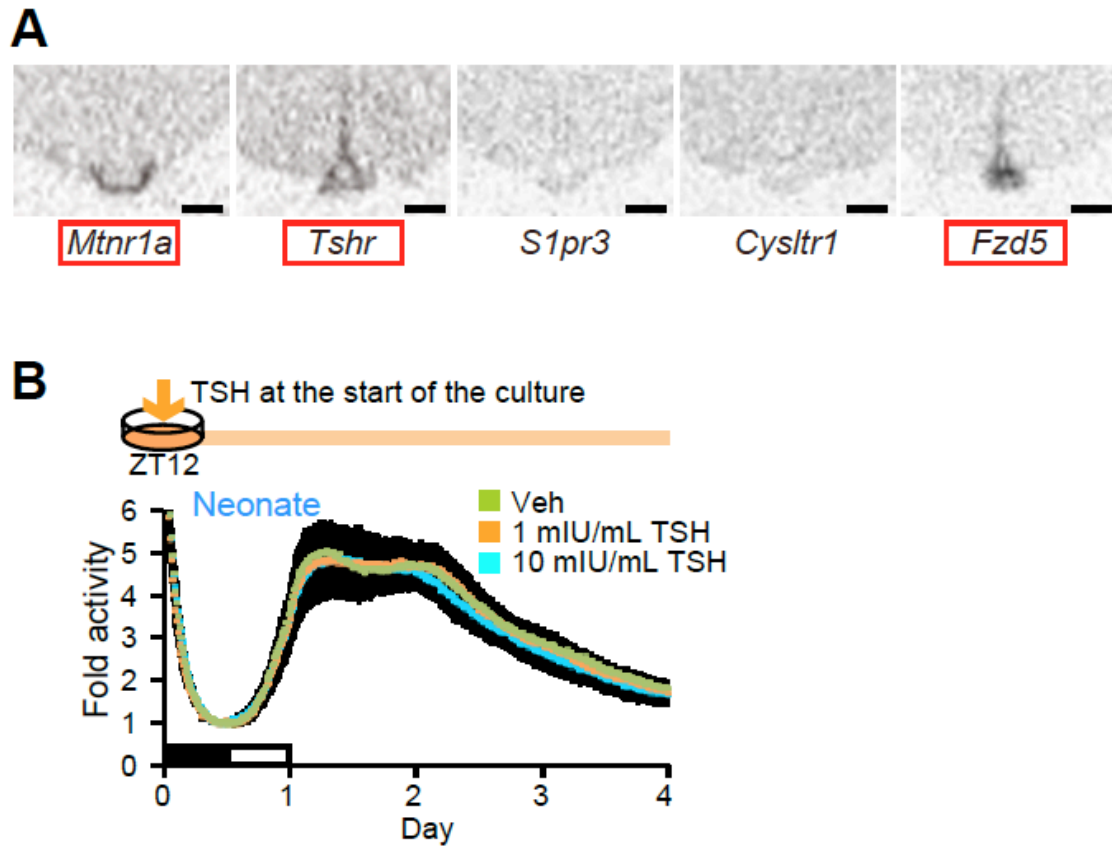 A
Mtnr1a Tshr S1pr3 Cysltr1 Fzd5
B
TSH at the start of the culture
ZT12
Neonate
Veh
1 mIU/mL TSH
10 mIU/mL TSH
Fold activity
6
5
4
3
2
1
0
0 1 2 3 4
Day